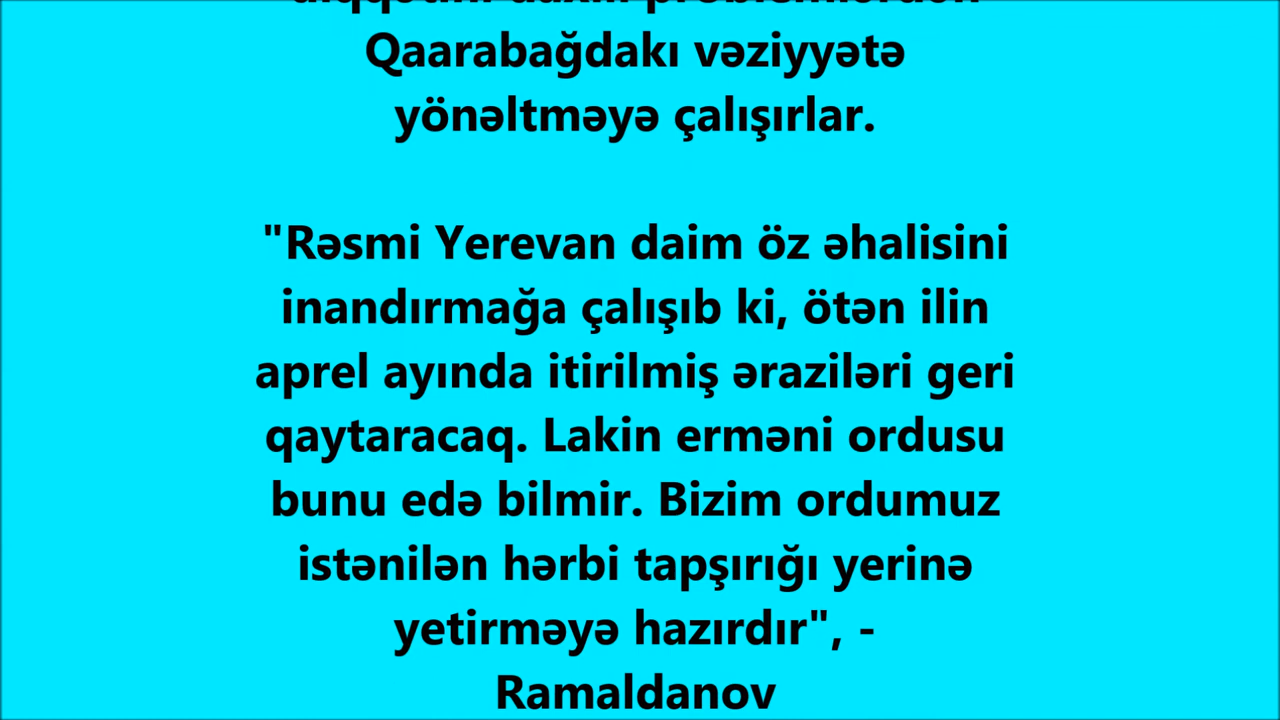 Qaarabağdakı vəziyyətə
yönəltməyə çalışırlar.
"Rəsmi Yerevan daim öz əhalisini
inandırmağa çalışıb ki, ötən ilin
aprel ayında itirilmiş əraziləri geri
qaytaracaq. Lakin erməni ordusu
bunu edə bilmir. Bizim ordumuz
istənilən hərbi tapşırığı yerinə
yetirməyə hazırdır", -
Ramaldanov